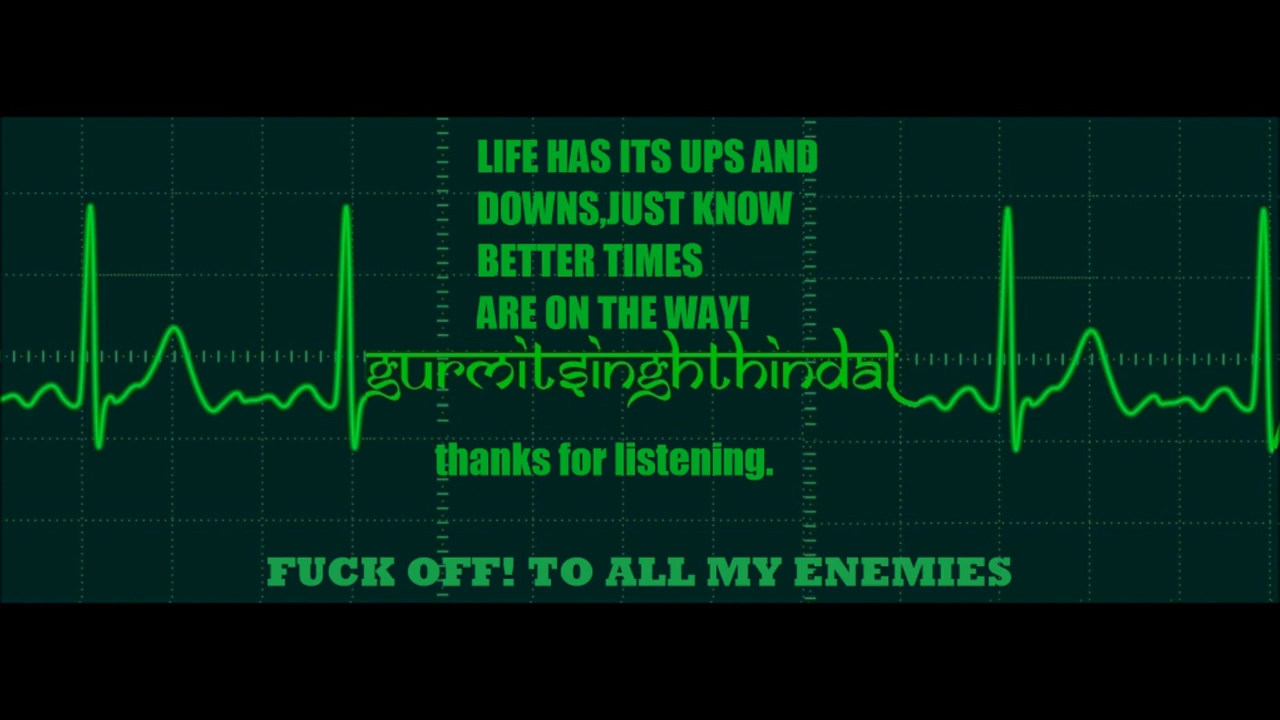 LIFE HAS ITS UPS AND
DOWNS,JUST KNOW
BETTER TIMES
ARE ON THE WAY!
gurmitsinghthindal
thanks for listening.
FUCK OFF! TO ALL MY ENEMIES